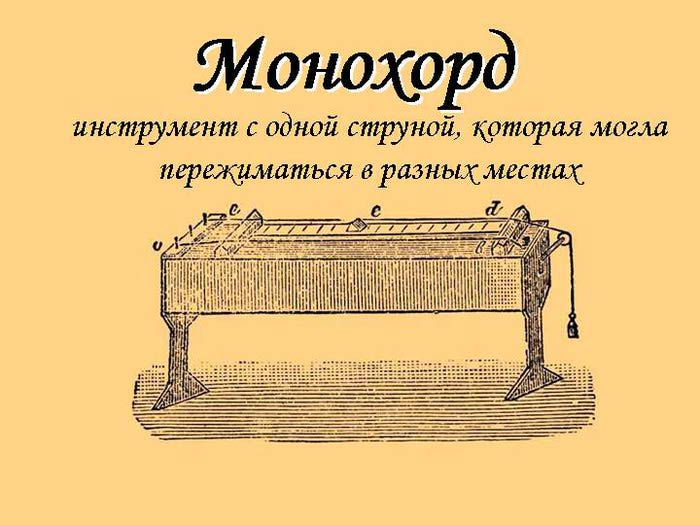 Монохорд
инструмент с одной струной, которая могла
пережиматься в разных местах
e c d
o